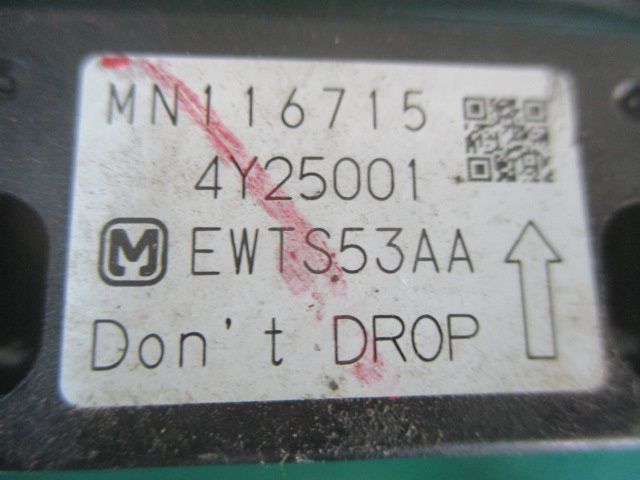 MN116715
4Y25001
M EWTS53AA
Don't DROP